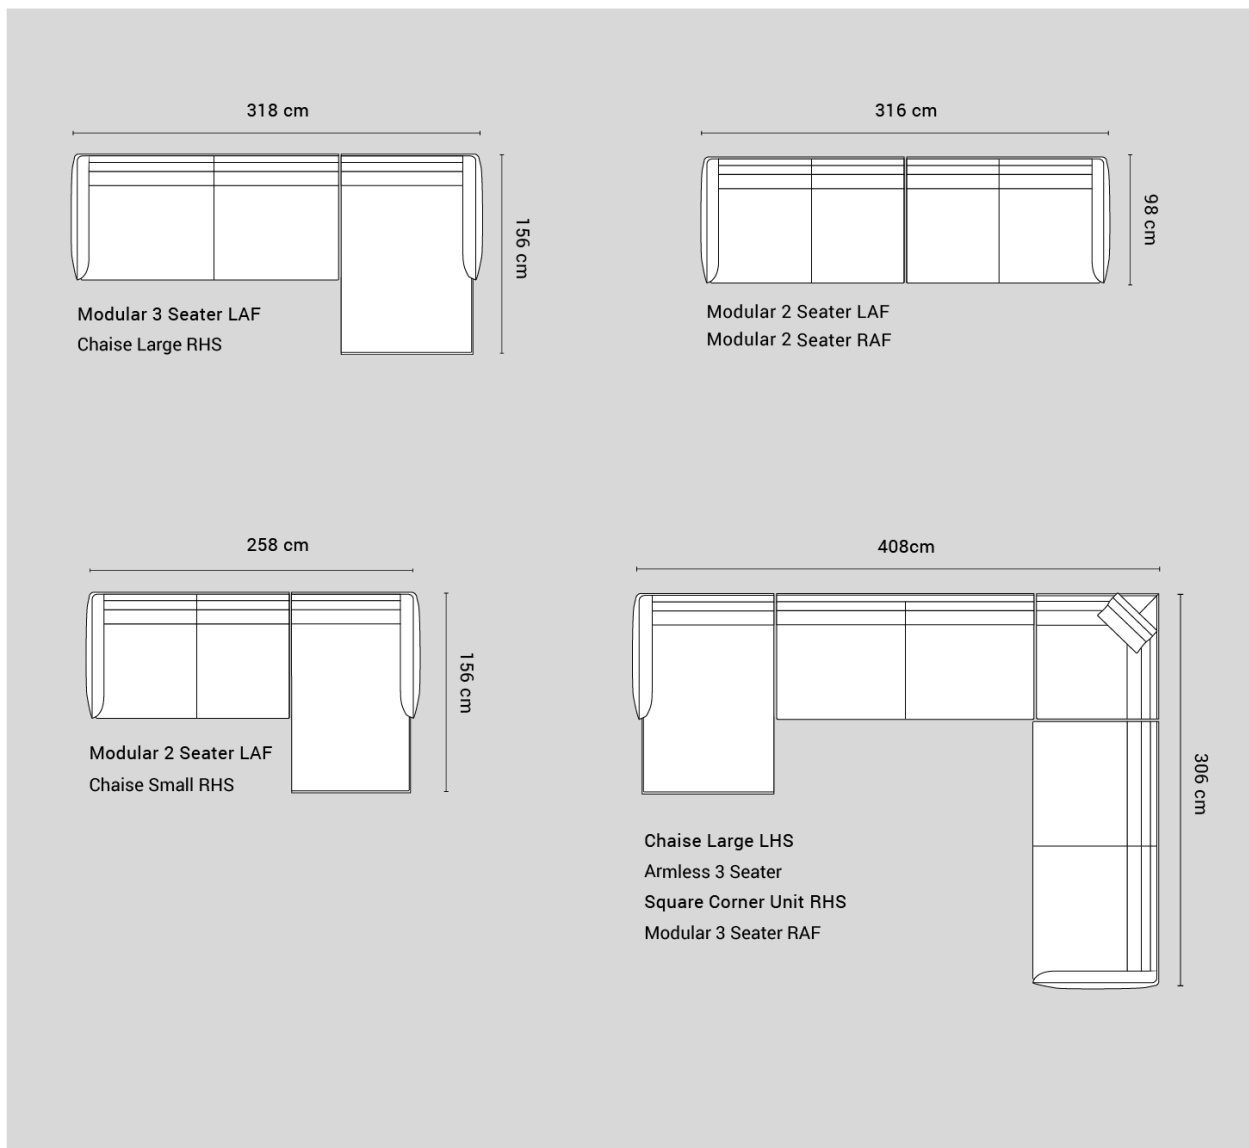 318 cm
156 cm
Modular 3 Seater LAF
Chaise Large RHS
316 cm
98 cm
Modular 2 Seater LAF
Modular 2 Seater RAF
258 cm
156 cm
Modular 2 Seater LAF
Chaise Small RHS
408cm
306 cm
Chaise Large LHS
Armless 3 Seater
Square Corner Unit RHS
Modular 3 Seater RAF